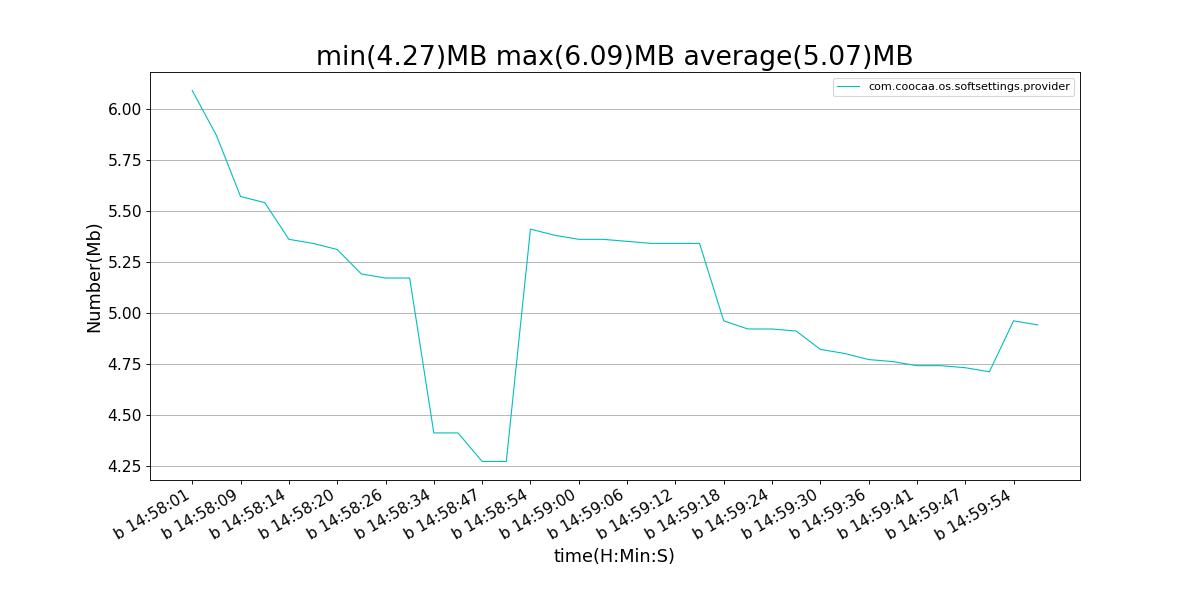 min(4.27)MB max(6.09)MB average(5.07)MB
com.coocaa.os.softsettings.provider
Number(Mb)
6.00
5.75
5.50
5.25
5.00
4.75
4.50
4.25
b 14:58:01
b 14:58:09
b 14:58:14
b 14:58:20
b 14:58:26
b 14:58:34
b 14:58:47
b 14:58:54
b 14:59:00
b 14:59:06
b 14:59:12
b 14:59:18
b 14:59:24
b 14:59:30
b 14:59:36
b 14:59:41
b 14:59:47
b 14:59:54
time(H:Min:S)